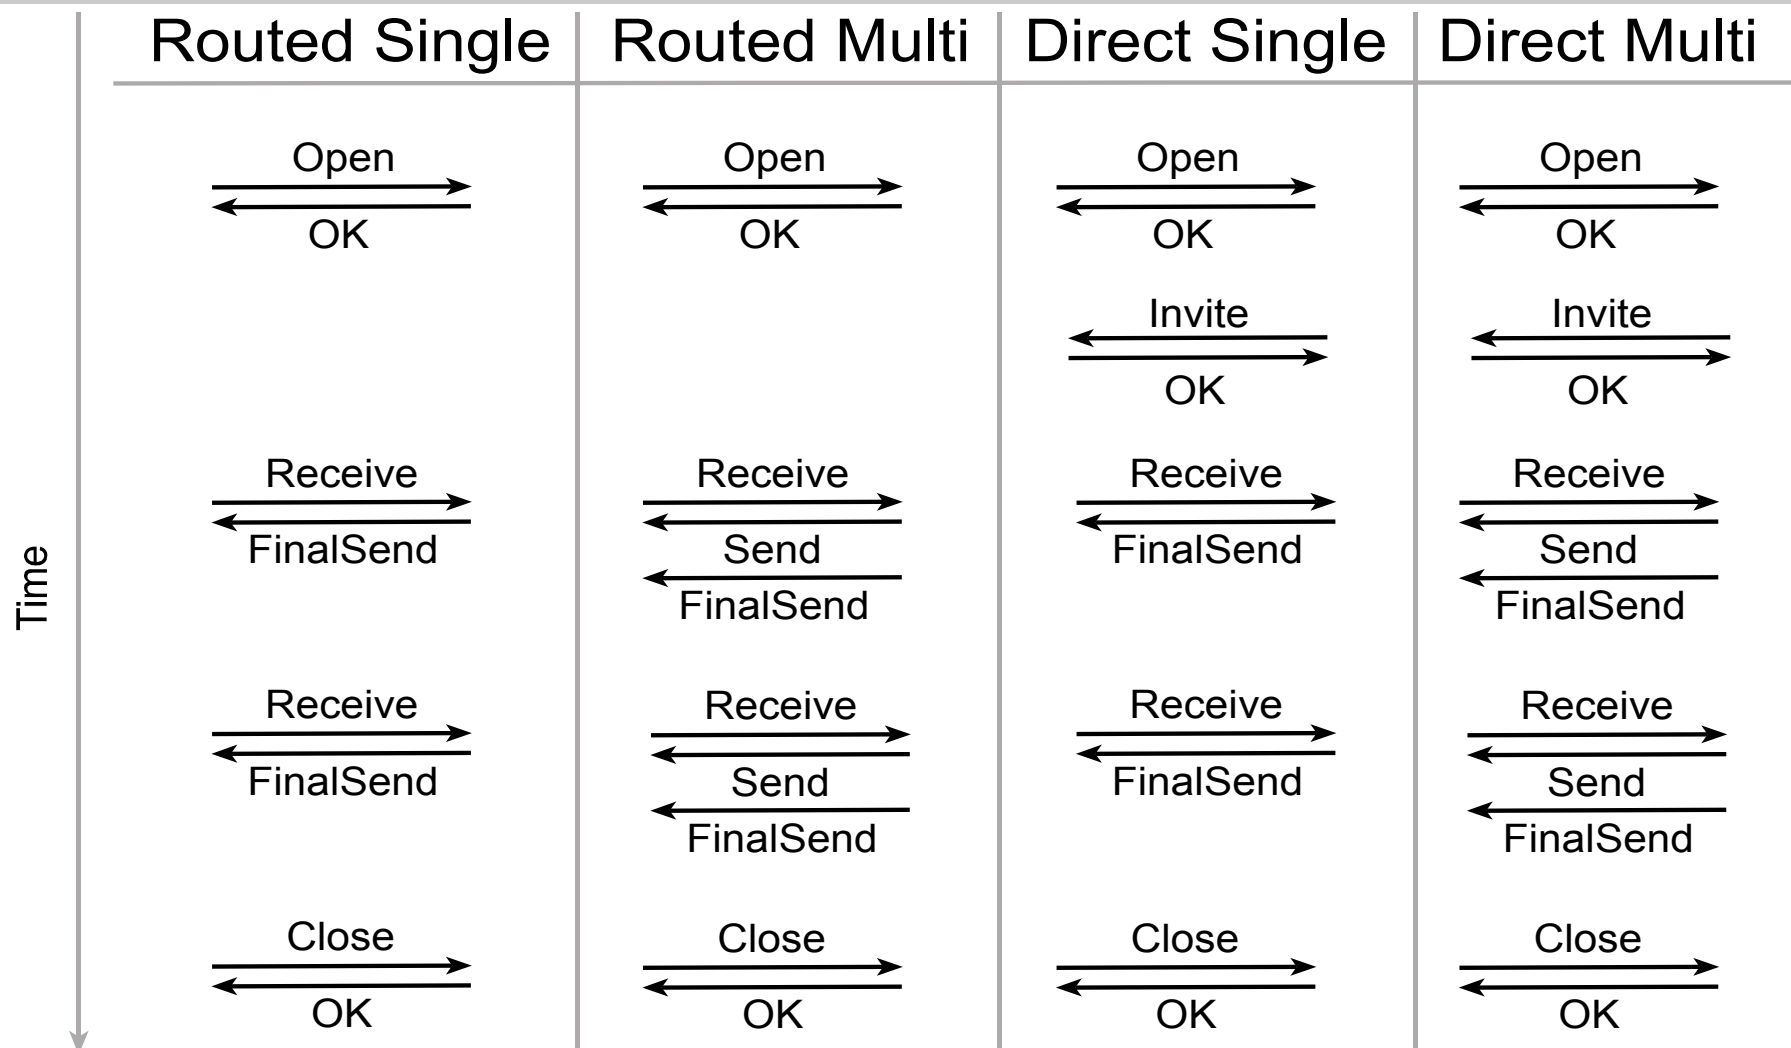 Routed Single Routed Multi Direct Single Direct Multi
Open Open Open Open
OK OK OK OK
Invite Invite
OK OK
Receive Receive Receive Receive
FinalSend Send FinalSend Send
FinalSend FinalSend
Time
Receive Receive Receive Receive
FinalSend Send FinalSend Send
FinalSend FinalSend
Close Close Close Close
OK OK OK OK